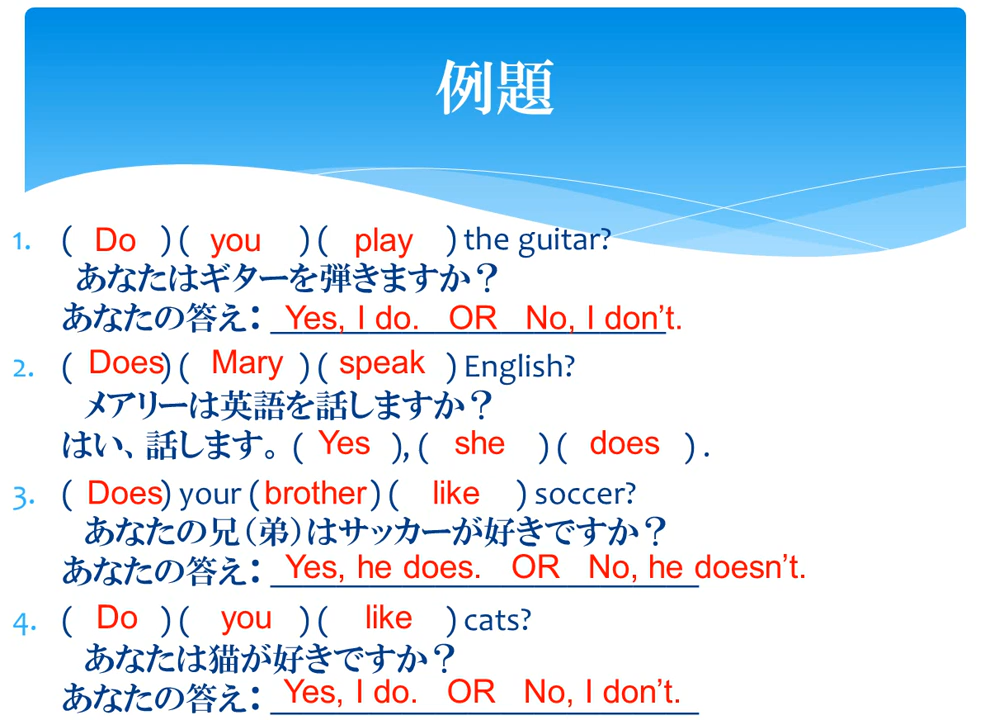 例題
1. ( Do ) ( you ) ( play ) the guitar?
あなたはギターを弾きますか？
あなたの答え： Yes, I do. OR No, I don't.
2. ( Does ) ( Mary ) ( speak ) English?
メアリーは英語を話しますか？
はい、話します。 ( Yes ), ( she ) ( does ) .
3. ( Does ) your ( brother ) ( like ) soccer?
あなたの兄（弟）はサッカーが好きですか？
あなたの答え： Yes, he does. OR No, he doesn't.
4. ( Do ) ( you ) ( like ) cats?
あなたは猫が好きですか？
あなたの答え： Yes, I do. OR No, I don't.